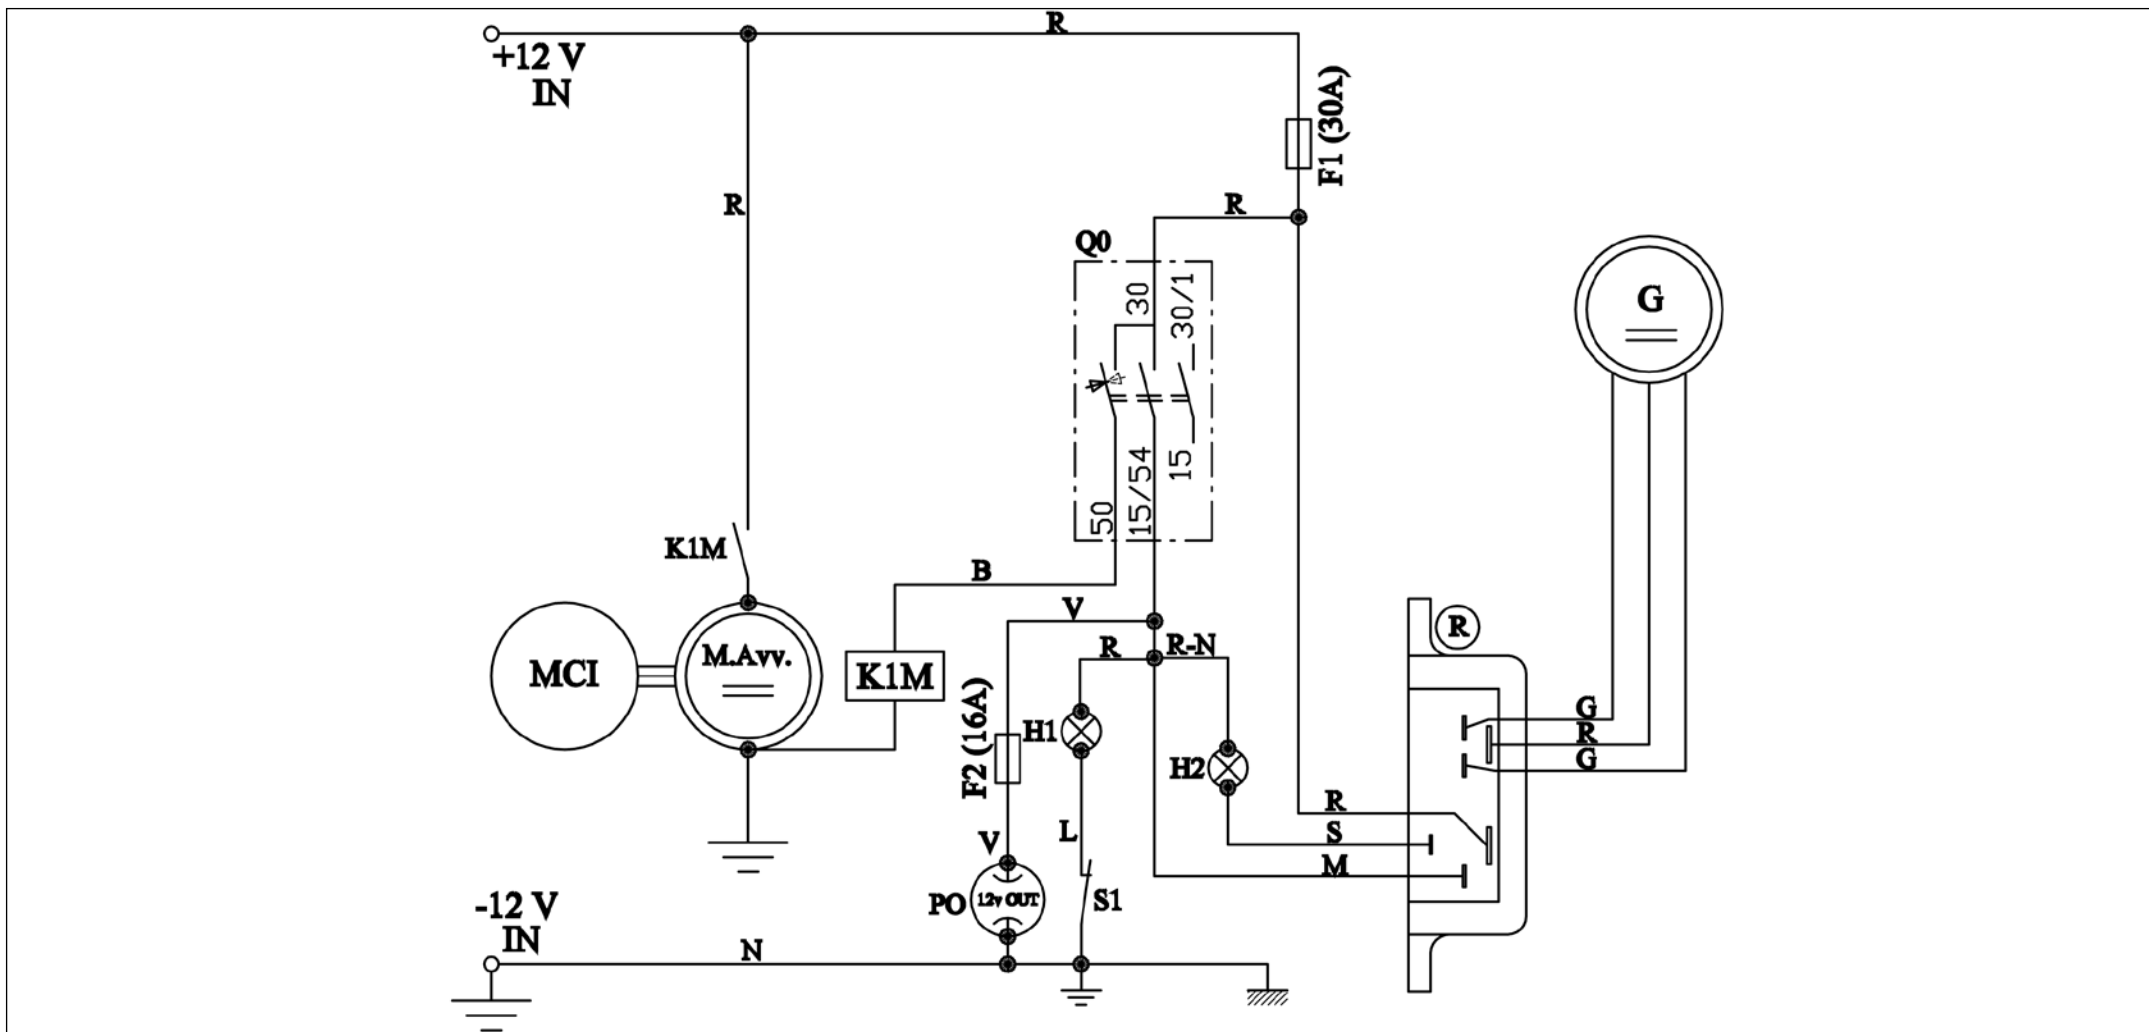 R
+12 V
IN
F1 (30A)
R
R
Q0
30
30/1
G
50
15/54
15
K1M
B
V
R
R-N
R
MCI
M.Avv.
K1M
F2 (16A)
H1
H2
G
R
G
V
L
R
S
M
PO
12v OUT
S1
-12 V
IN
N